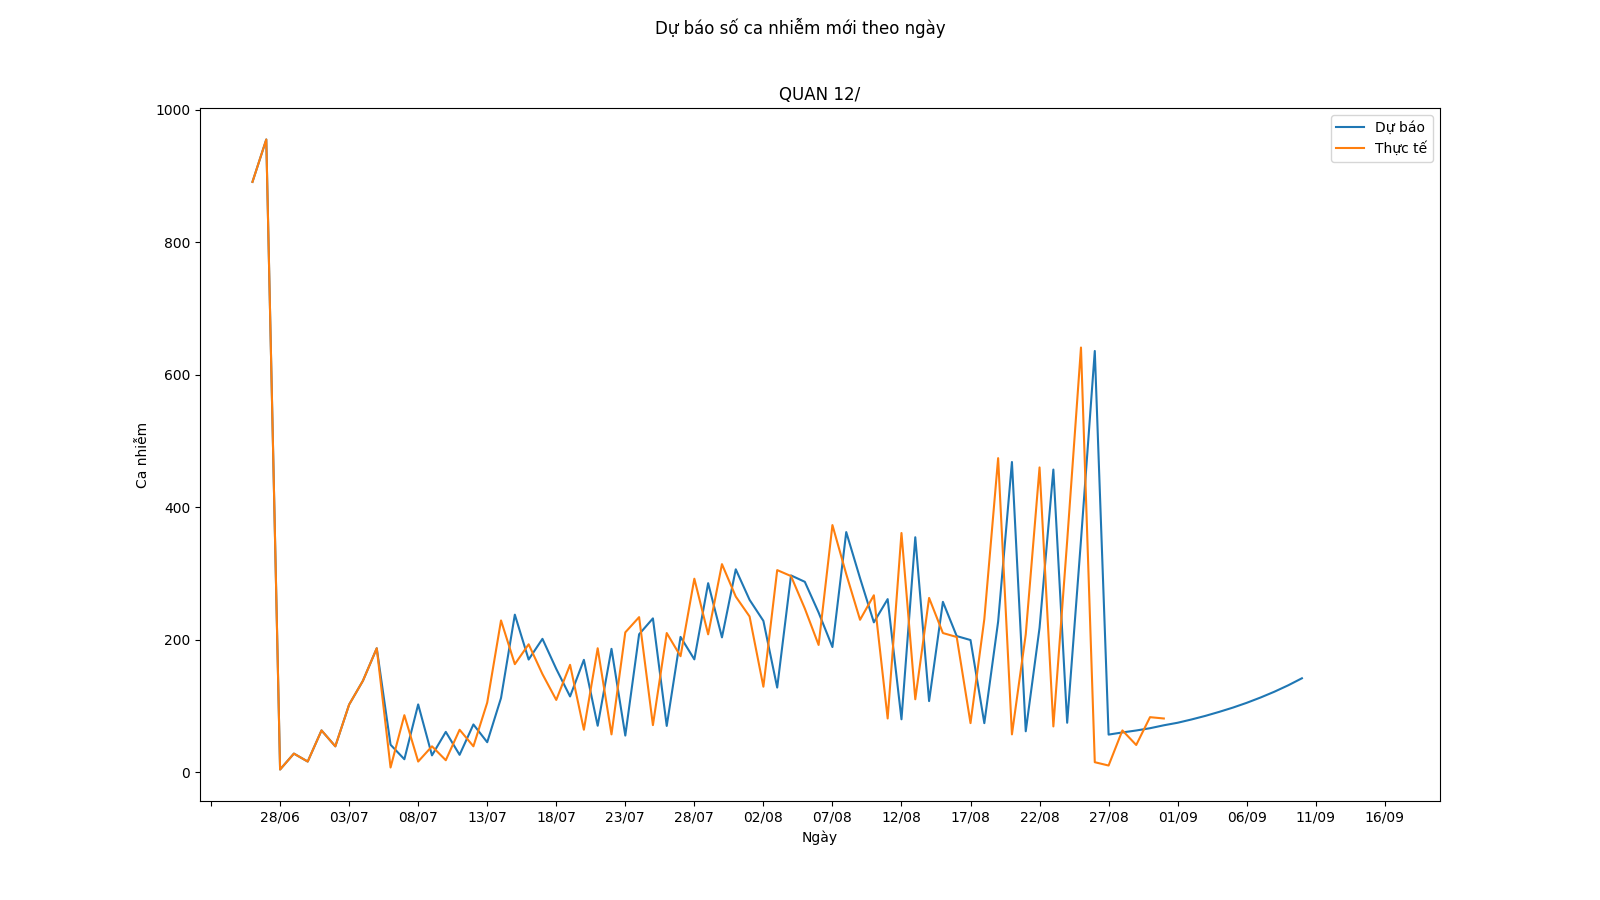 Dự báo số ca nhiễm mới theo ngày
QUAN 12/
1000
800
600
400
200
0
Ca nhiễm
Dự báo
Thực tế
28/06 03/07 08/07 13/07 18/07 23/07 28/07 02/08 07/08 12/08 17/08 22/08 27/08 01/09 06/09 11/09 16/09
Ngày